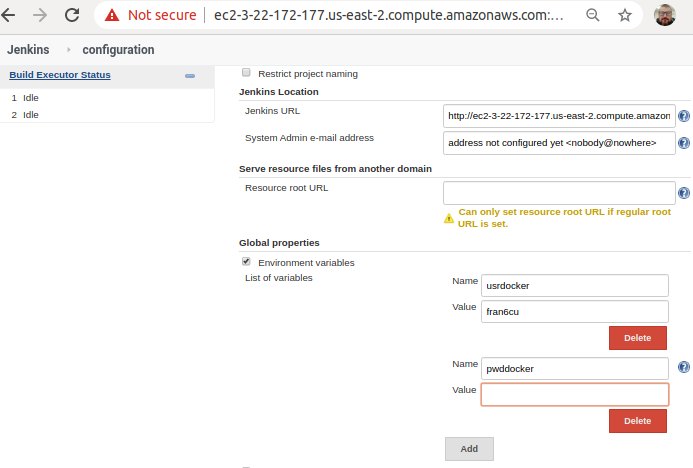 Not secure ec2-3-22-172-177.us-east-2.compute.amazonaws.com:...
Jenkins configuration
Build Executor Status
1 Idle
2 Idle
Restrict project naming
Jenkins Location
Jenkins URL http://ec2-3-22-172-177.us-east-2.compute.amazon
System Admin e-mail address address not configured yet <nobody@nowhere>
Serve resource files from another domain
Resource root URL
Can only set resource root URL if regular root
URL is set.
Global properties
Environment variables
List of variables Name usrdocker
Value fran6cu
Delete
Name pwddocker
Value
Delete
Add